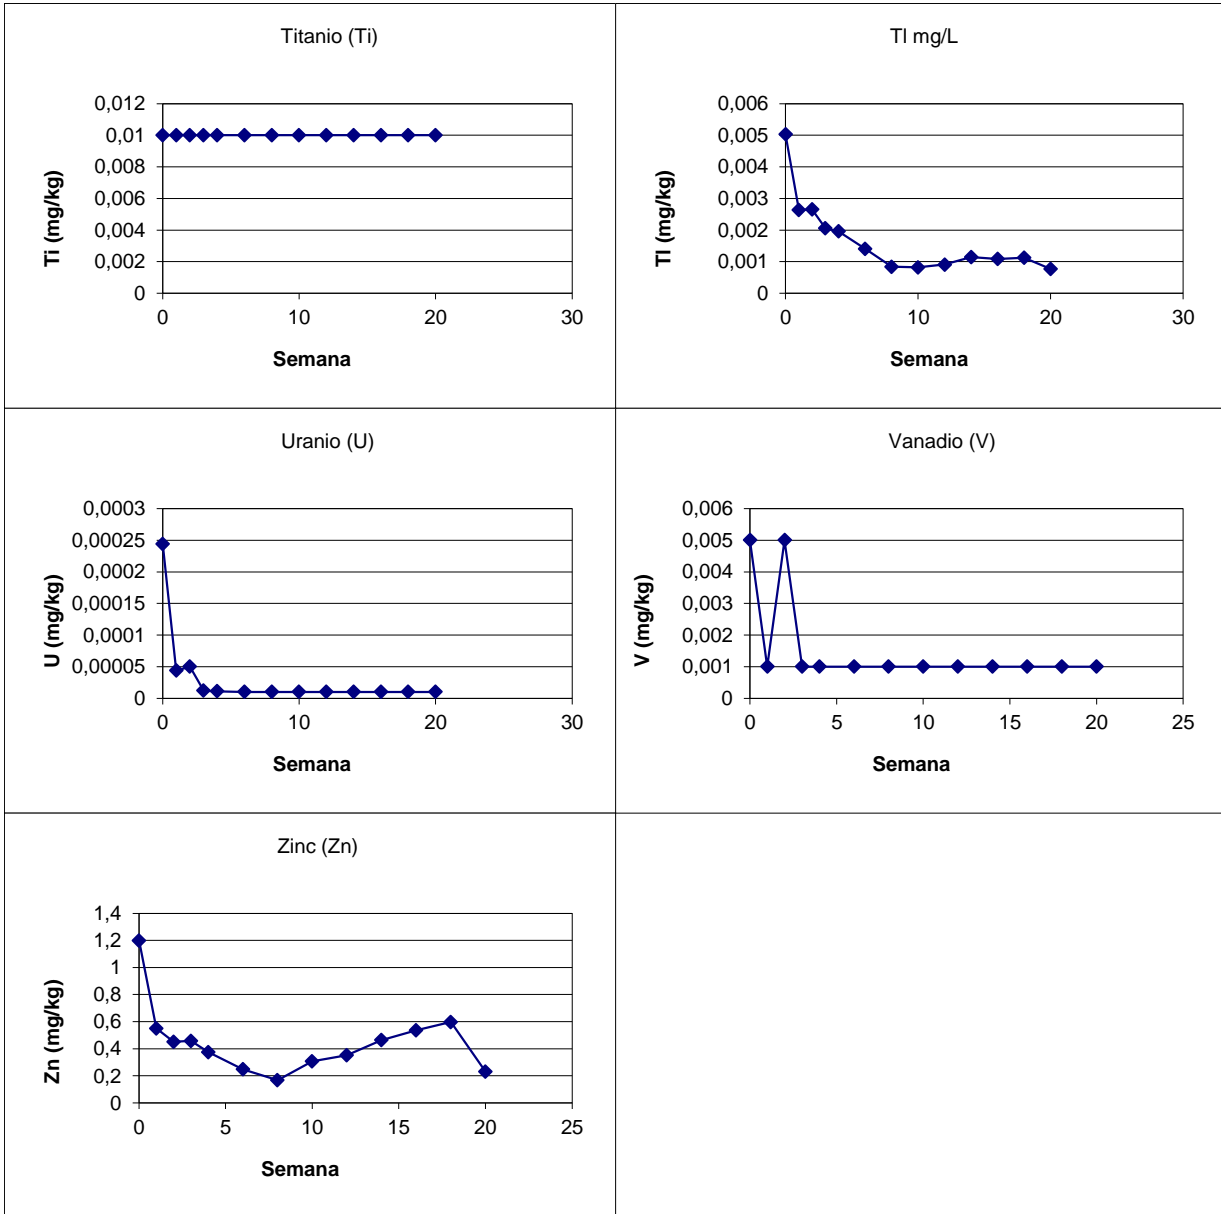 Titanio (Ti)
0,012
0,01
0,008
0,006
0,004
0,002
0
Ti (mg/kg)
0 10 20 30
Semana
Tl mg/L
0,006
0,005
0,004
0,003
0,002
0,001
0
Tl (mg/kg)
0 10 20 30
Semana
Uranio (U)
0,0003
0,00025
0,0002
0,00015
0,0001
0,00005
0
U (mg/kg)
0 10 20 30
Semana
Vanadio (V)
0,006
0,005
0,004
0,003
0,002
0,001
0
V (mg/kg)
0 5 10 15 20 25
Semana
Zinc (Zn)
1,4
1,2
1
0,8
0,6
0,4
0,2
0
Zn (mg/kg)
0 5 10 15 20 25
Semana